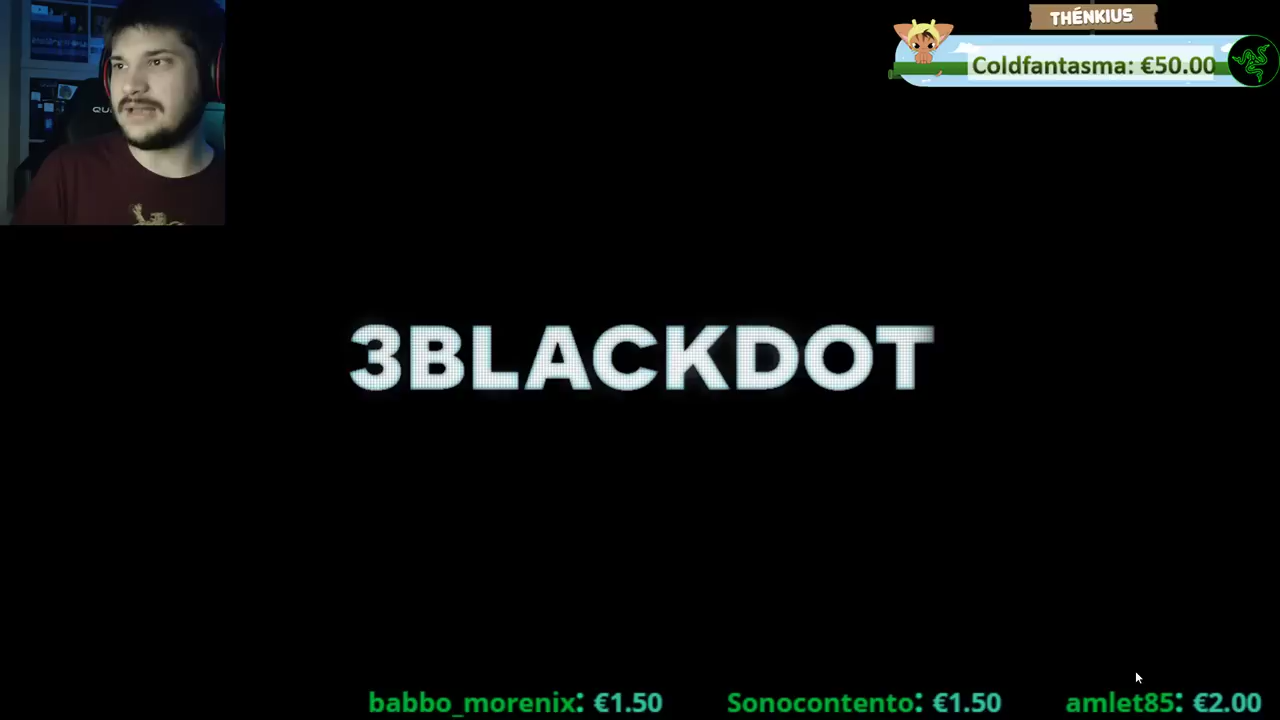 THÉNKIUS
Coldfantasma: €50.00
3BLACKDOT
babbo_morenix: €1.50 Sonocontento: €1.50 amlet85: €2.00